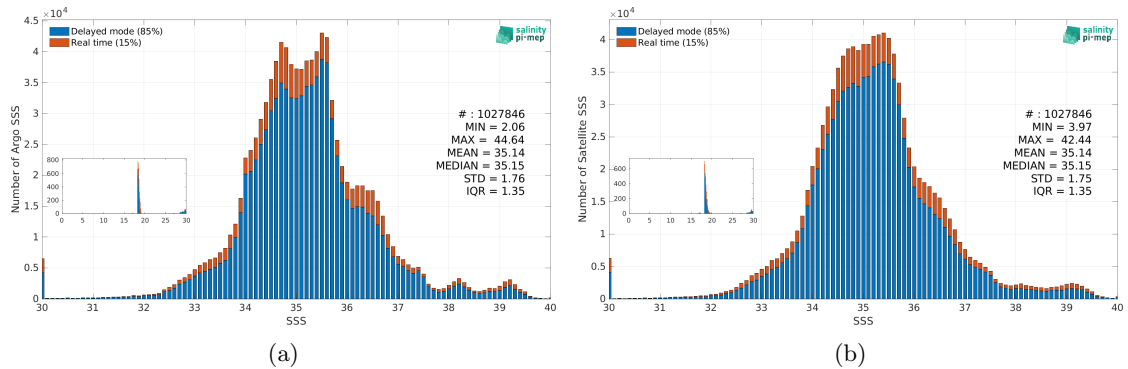 ×10⁴
Delayed mode (85%)
Real time (15%)
salinity
pi-mep
# : 1027846
MIN = 2.06
MAX = 44.64
MEAN = 35.14
MEDIAN = 35.15
STD = 1.76
IQR = 1.35
Number of Argo SSS
4.5
4
3.5
3
2.5
2
1.5
1
0.5
0
800
600
400
200
0
0 5 10 15 20 25 30
30 31 32 33 34 35 36 37 38 39 40
SSS
(a)
×10⁴
Delayed mode (85%)
Real time (15%)
salinity
pi-mep
# : 1027846
MIN = 3.97
MAX = 42.44
MEAN = 35.14
MEDIAN = 35.15
STD = 1.75
IQR = 1.35
Number of Satellite SSS
4
3.5
3
2.5
2
1.5
1
0.5
0
600
400
200
0
0 5 10 15 20 25 30
30 31 32 33 34 35 36 37 38 39 40
SSS
(b)